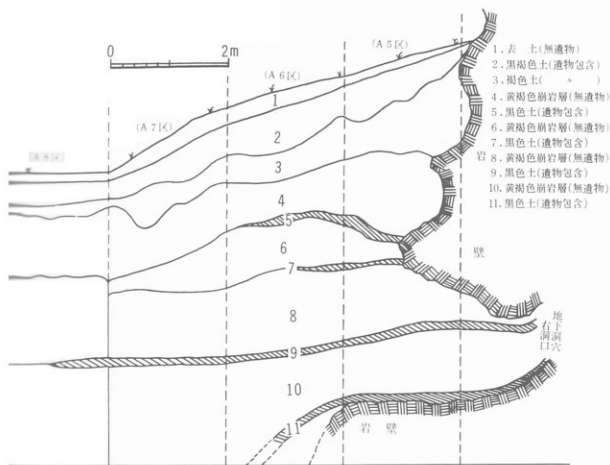 0 2m
(A5区)
(A6区)
(A7区)
(A8区)
1
2
3
4
5
6
7
8
9
10
11
岩
壁
地下洞穴
右洞口
岩壁
1.表 土(無遺物)
2.黒褐色土(遺物包含)
3.褐色土( 〃 )
4.黄褐色崩岩層(無遺物)
5.黒色土(遺物包含)
6.黄褐色崩岩層(無遺物)
7.黒色土(遺物包含)
8.黄褐色崩岩層(無遺物)
9.黒色土(遺物包含)
10.黄褐色崩岩層(無遺物)
11.黒色土(遺物包含)